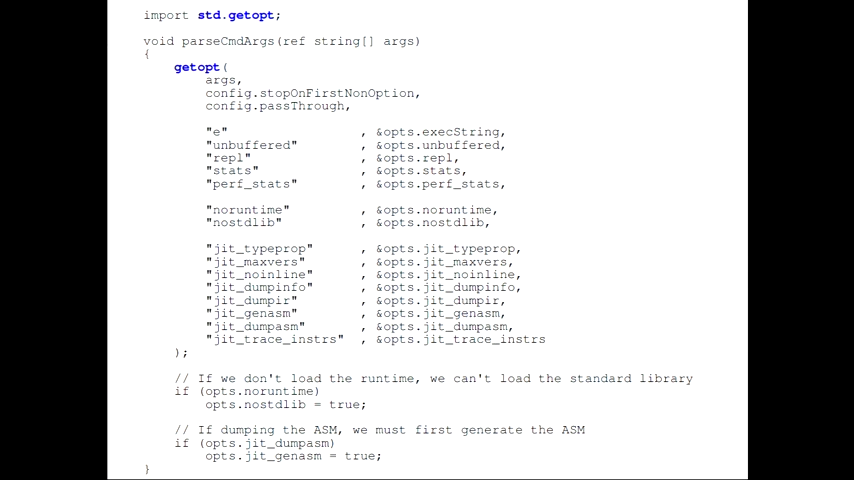 import std.getopt;
void parseCmdArgs(ref string[] args)
{
getopt(
args,
config.stopOnFirstNonOption,
config.passThrough,
"e" , &opts.execString,
"unbuffered" , &opts.unbuffered,
"repl" , &opts.repl,
"stats" , &opts.stats,
"perf_stats" , &opts.perf_stats,
"noruntime" , &opts.noruntime,
"nostdlib" , &opts.nostdlib,
"jit_typeprop" , &opts.jit_typeprop,
"jit_maxvers" , &opts.jit_maxvers,
"jit_noinline" , &opts.jit_noinline,
"jit_dumpinfo" , &opts.jit_dumpinfo,
"jit_dumpir" , &opts.jit_dumpir,
"jit_genasm" , &opts.jit_genasm,
"jit_dumpasm" , &opts.jit_dumpasm,
"jit_trace_instrs" , &opts.jit_trace_instrs
);
// If we don't load the runtime, we can't load the standard library
if (opts.noruntime)
opts.nostdlib = true;
// If dumping the ASM, we must first generate the ASM
if (opts.jit_dumpasm)
opts.jit_genasm = true;
}